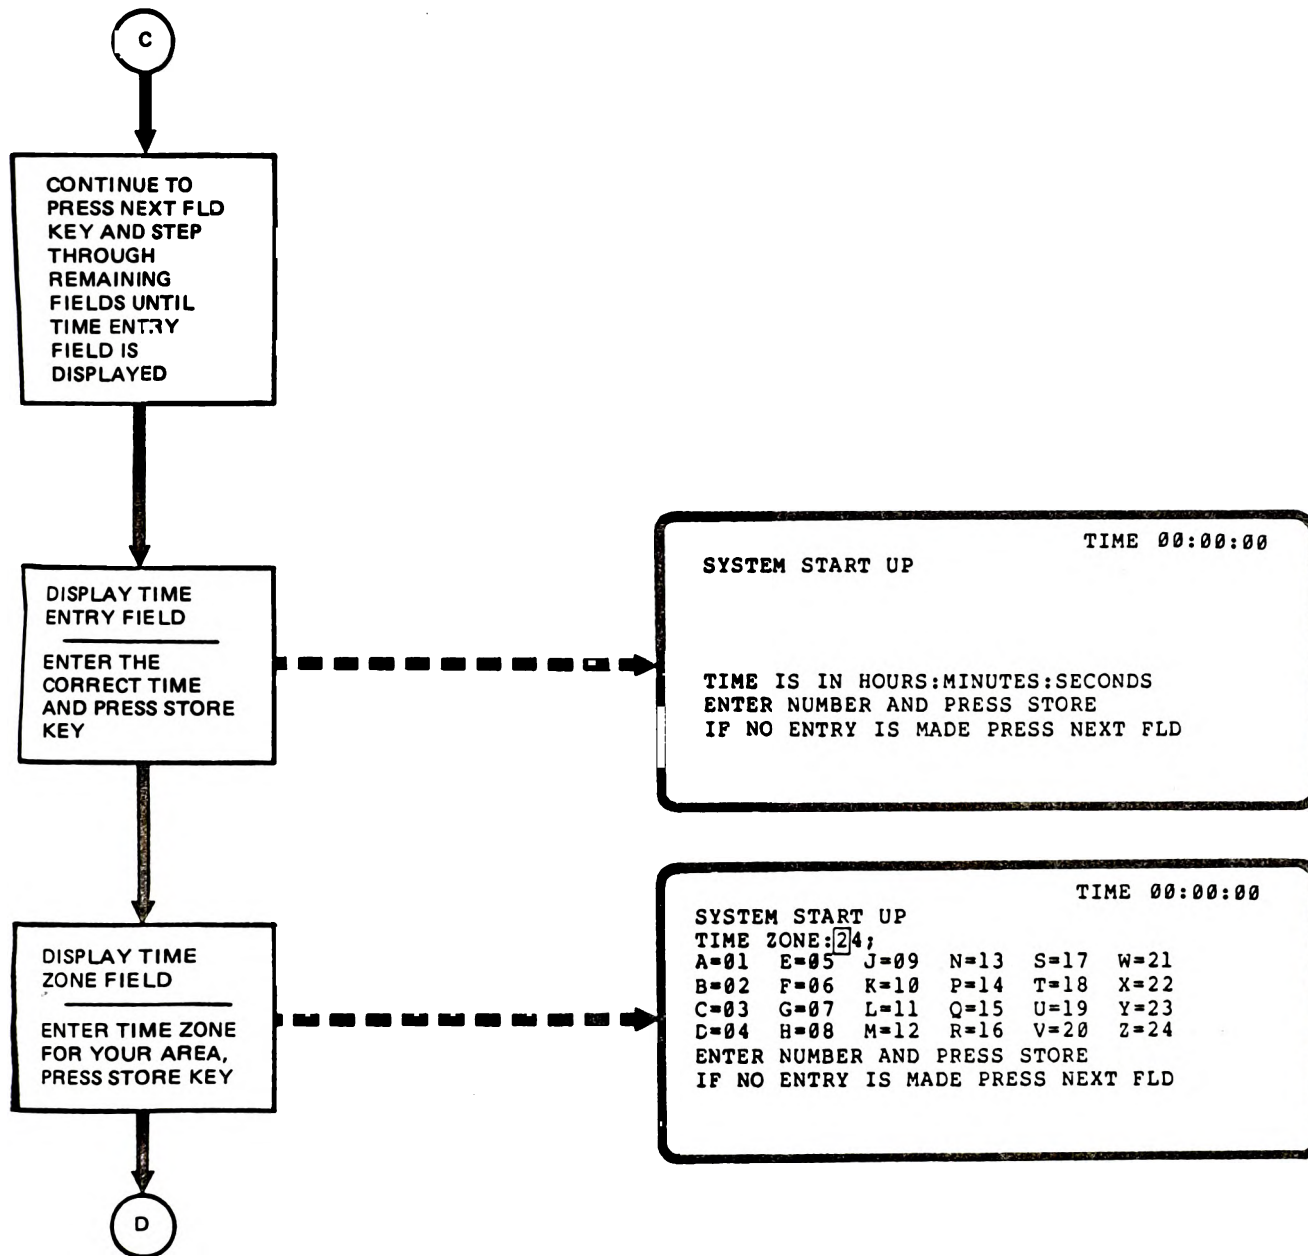 C
CONTINUE TO
PRESS NEXT FLD
KEY AND STEP
THROUGH
REMAINING
FIELDS UNTIL
TIME ENTRY
FIELD IS
DISPLAYED
DISPLAY TIME
ENTRY FIELD
ENTER THE
CORRECT TIME
AND PRESS STORE
KEY
TIME 00:00:00
SYSTEM START UP
TIME IS IN HOURS:MINUTES:SECONDS
ENTER NUMBER AND PRESS STORE
IF NO ENTRY IS MADE PRESS NEXT FLD
DISPLAY TIME
ZONE FIELD
ENTER TIME ZONE
FOR YOUR AREA,
PRESS STORE KEY
TIME 00:00:00
SYSTEM START UP
TIME ZONE:24;
A=01 E=05 J=09 N=13 S=17 W=21
B=02 F=06 K=10 P=14 T=18 X=22
C=03 G=07 L=11 Q=15 U=19 Y=23
D=04 H=08 M=12 R=16 V=20 Z=24
ENTER NUMBER AND PRESS STORE
IF NO ENTRY IS MADE PRESS NEXT FLD
D